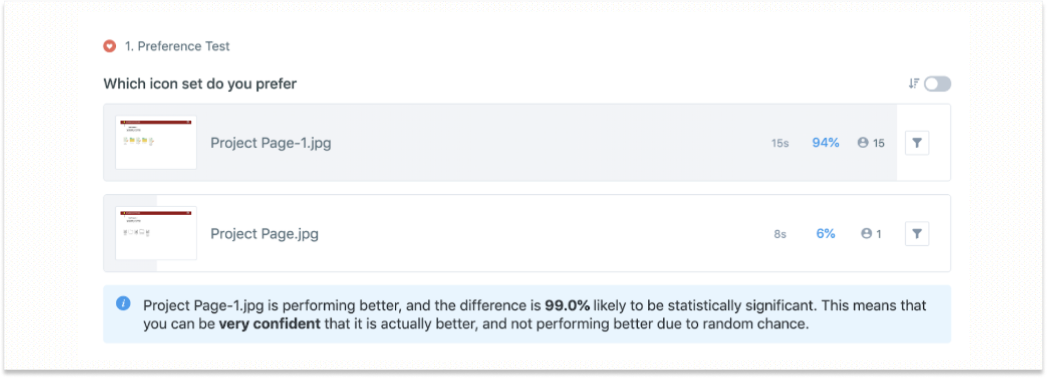 1. Preference Test
Which icon set do you prefer
Project Page-1.jpg
15s 94% 15
Project Page.jpg
8s 6% 1
Project Page-1.jpg is performing better, and the difference is 99.0% likely to be statistically significant. This means that
you can be very confident that it is actually better, and not performing better due to random chance.